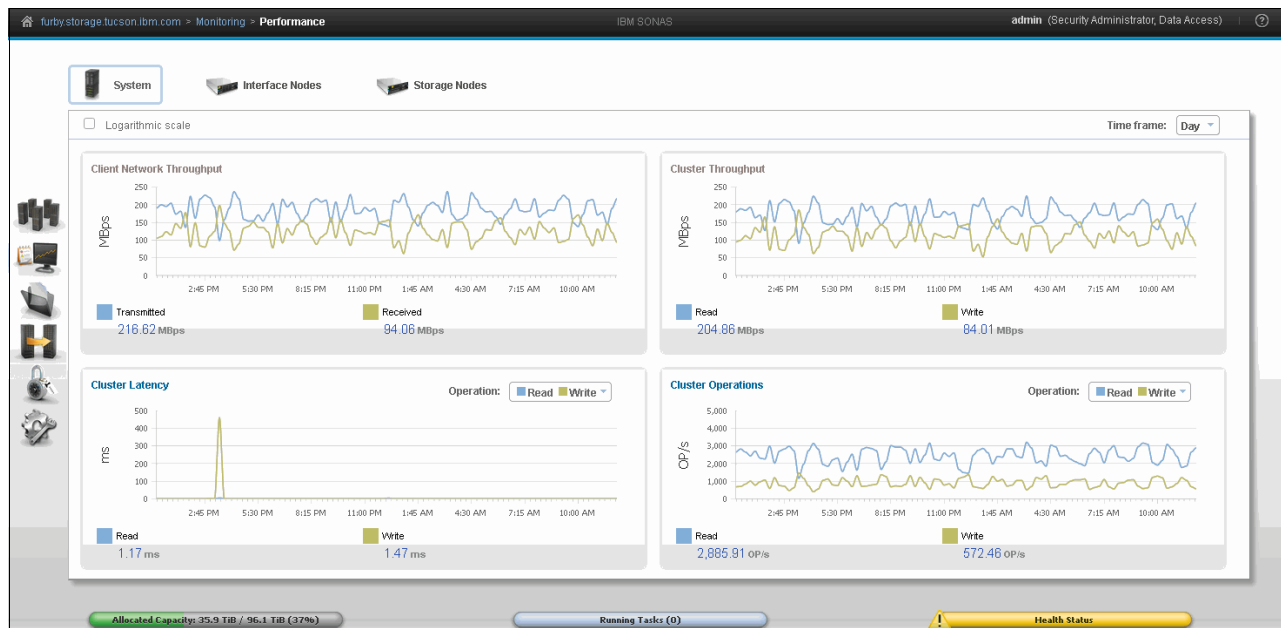 furby.storage.tucson.ibm.com > Monitoring > Performance IBM SONAS admin (Security Administrator, Data Access) | ?
System Interface Nodes Storage Nodes
Logarithmic scale Time frame: Day
Client Network Throughput
MBps
250
200
150
100
50
0
2:45 PM 5:30 PM 8:15 PM 11:00 PM 1:45 AM 4:30 AM 7:15 AM 10:00 AM
Transmitted Received
216.62 MBps 94.06 MBps
Cluster Throughput
MBps
250
200
150
100
50
0
2:45 PM 5:30 PM 8:15 PM 11:00 PM 1:45 AM 4:30 AM 7:15 AM 10:00 AM
Read Write
204.86 MBps 84.01 MBps
Cluster Latency Operation: Read Write
ms
500
400
300
200
100
0
2:45 PM 5:30 PM 8:15 PM 11:00 PM 1:45 AM 4:30 AM 7:15 AM 10:00 AM
Read Write
1.17 ms 1.47 ms
Cluster Operations Operation: Read Write
OP/s
5,000
4,000
3,000
2,000
1,000
0
2:45 PM 5:30 PM 8:15 PM 11:00 PM 1:45 AM 4:30 AM 7:15 AM 10:00 AM
Read Write
2,885.91 OP/s 572.46 OP/s
Allocated Capacity: 35.9 TiB / 96.1 TiB (37%) Running Tasks (0) ! Health Status